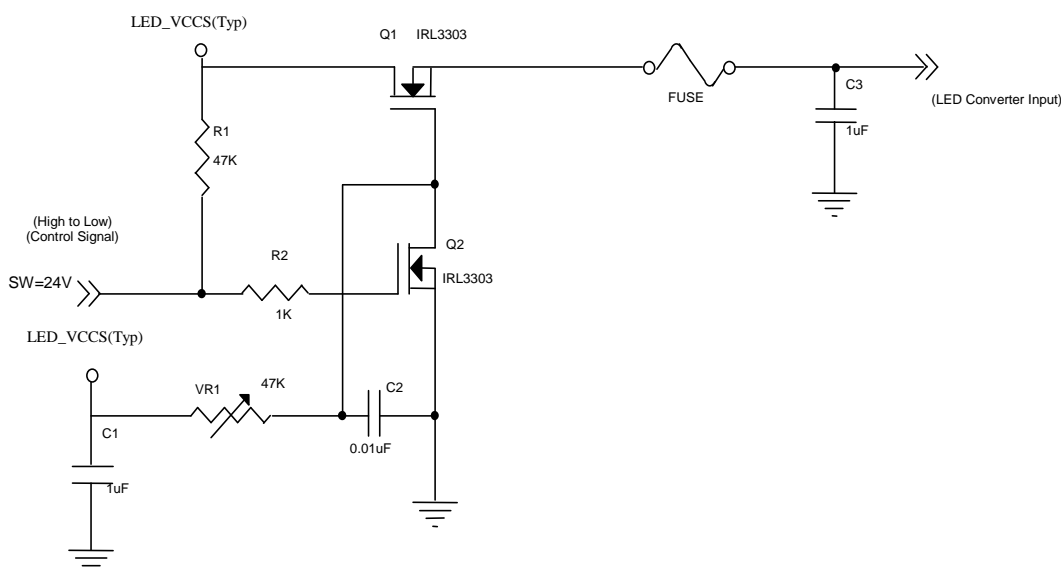 LED_VCCS(Typ)
Q1 IRL3303
FUSE
C3
1uF
(LED Converter Input)
R1
47K
(High to Low)
(Control Signal)
SW=24V
R2
1K
Q2
IRL3303
LED_VCCS(Typ)
C1
1uF
VR1
47K
C2
0.01uF